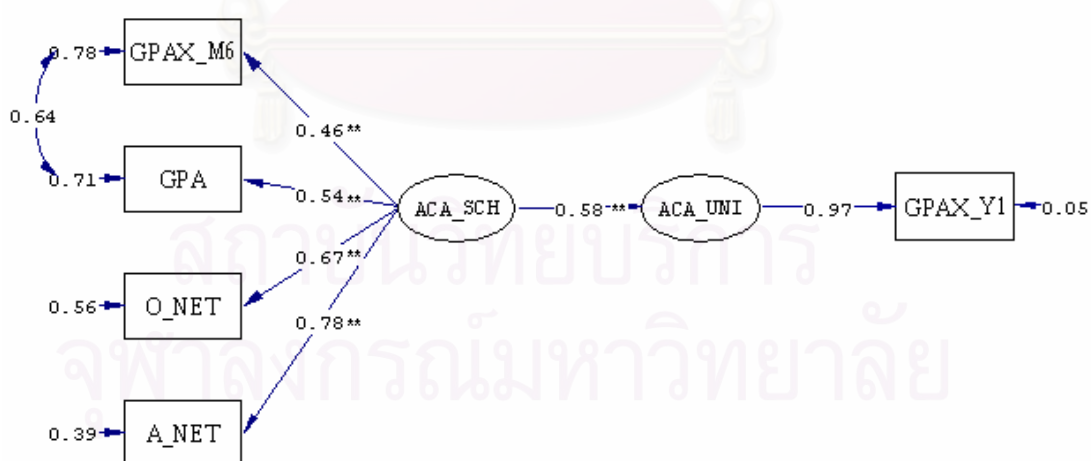 0.78 GPAX_M6
0.64
0.46**
0.71 GPA
0.54**
ACA_SCH 0.58** ACA_UNI 0.97 GPAX_Y1 0.05
สถาบันวิทยบริการ
0.67**
0.56 O_NET
0.78**
จุฬาลงกรณ์มหาวิทยาลัย
0.39 A_NET